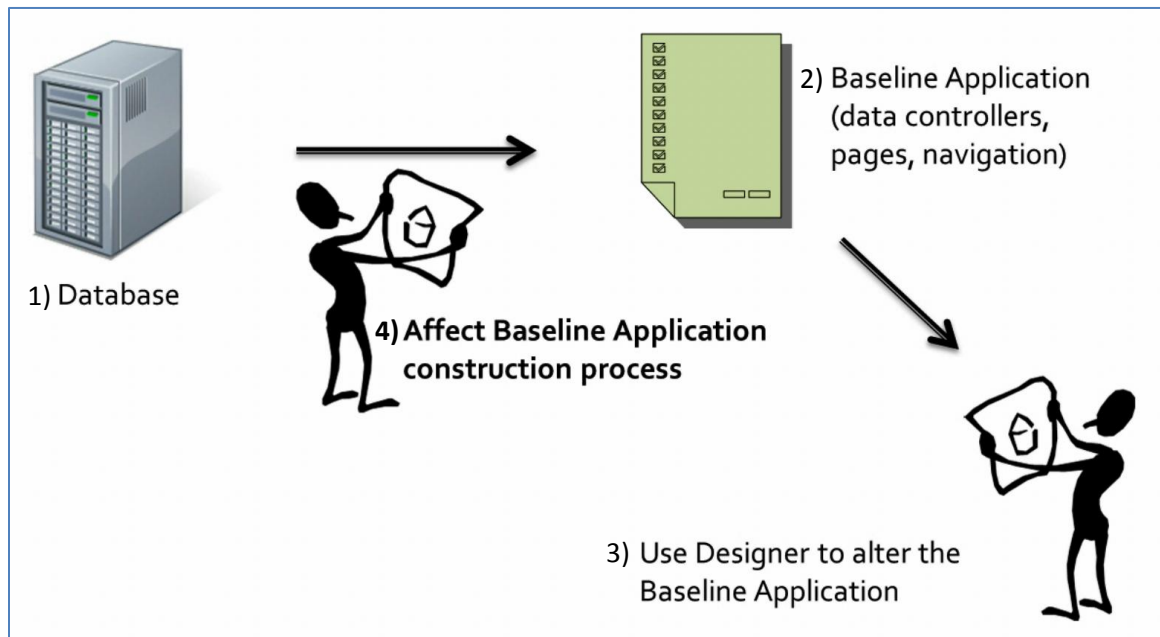 1) Database
2) Baseline Application
(data controllers,
pages, navigation)
4) Affect Baseline Application
construction process
3) Use Designer to alter the
Baseline Application